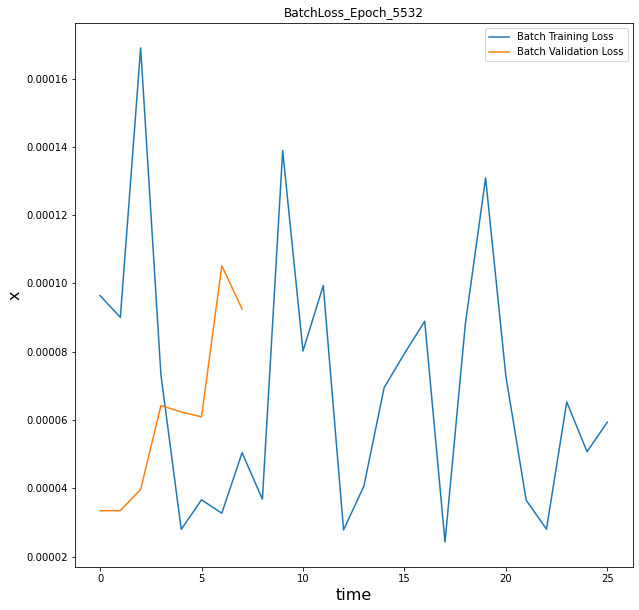 BatchLoss_Epoch_5532
Batch Training Loss
Batch Validation Loss
0.00016
0.00014
0.00012
0.00010
0.00008
0.00006
0.00004
0.00002
x
0 5 10 15 20 25
time